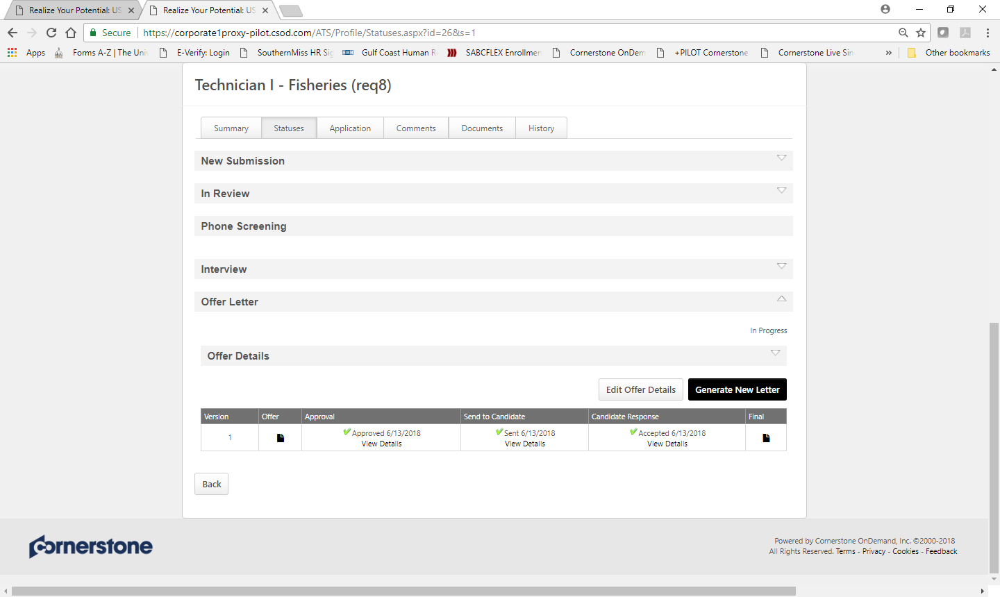 Realize Your Potential: US
Realize Your Potential: US
Secure
https://corporate1proxy-pilot.csod.com/ATS/Profile/Statuses.aspx?id=26&s=1
Apps Forms A-Z | The Uni E-Verify: Login SouthernMiss HR Sig Gulf Coast Human R SABCFLEX Enrollmen Cornerstone OnDem +PILOT Cornerstone Cornerstone Live Sin » Other bookmarks
Technician I - Fisheries (req8)
Summary Statuses Application Comments Documents History
New Submission
In Review
Phone Screening
Interview
Offer Letter
In Progress
Offer Details
Edit Offer Details Generate New Letter
Version Offer Approval Send to Candidate Candidate Response Final
1 Approved 6/13/2018 Sent 6/13/2018 Accepted 6/13/2018
View Details View Details View Details
Back
Cornerstone
Powered by Cornerstone OnDemand, Inc. ©2000-2018
All Rights Reserved. Terms - Privacy - Cookies - Feedback